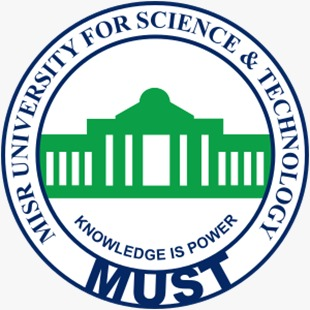 MISR UNIVERSITY FOR SCIENCE & TECHNOLOGY
KNOWLEDGE IS POWER
MUST